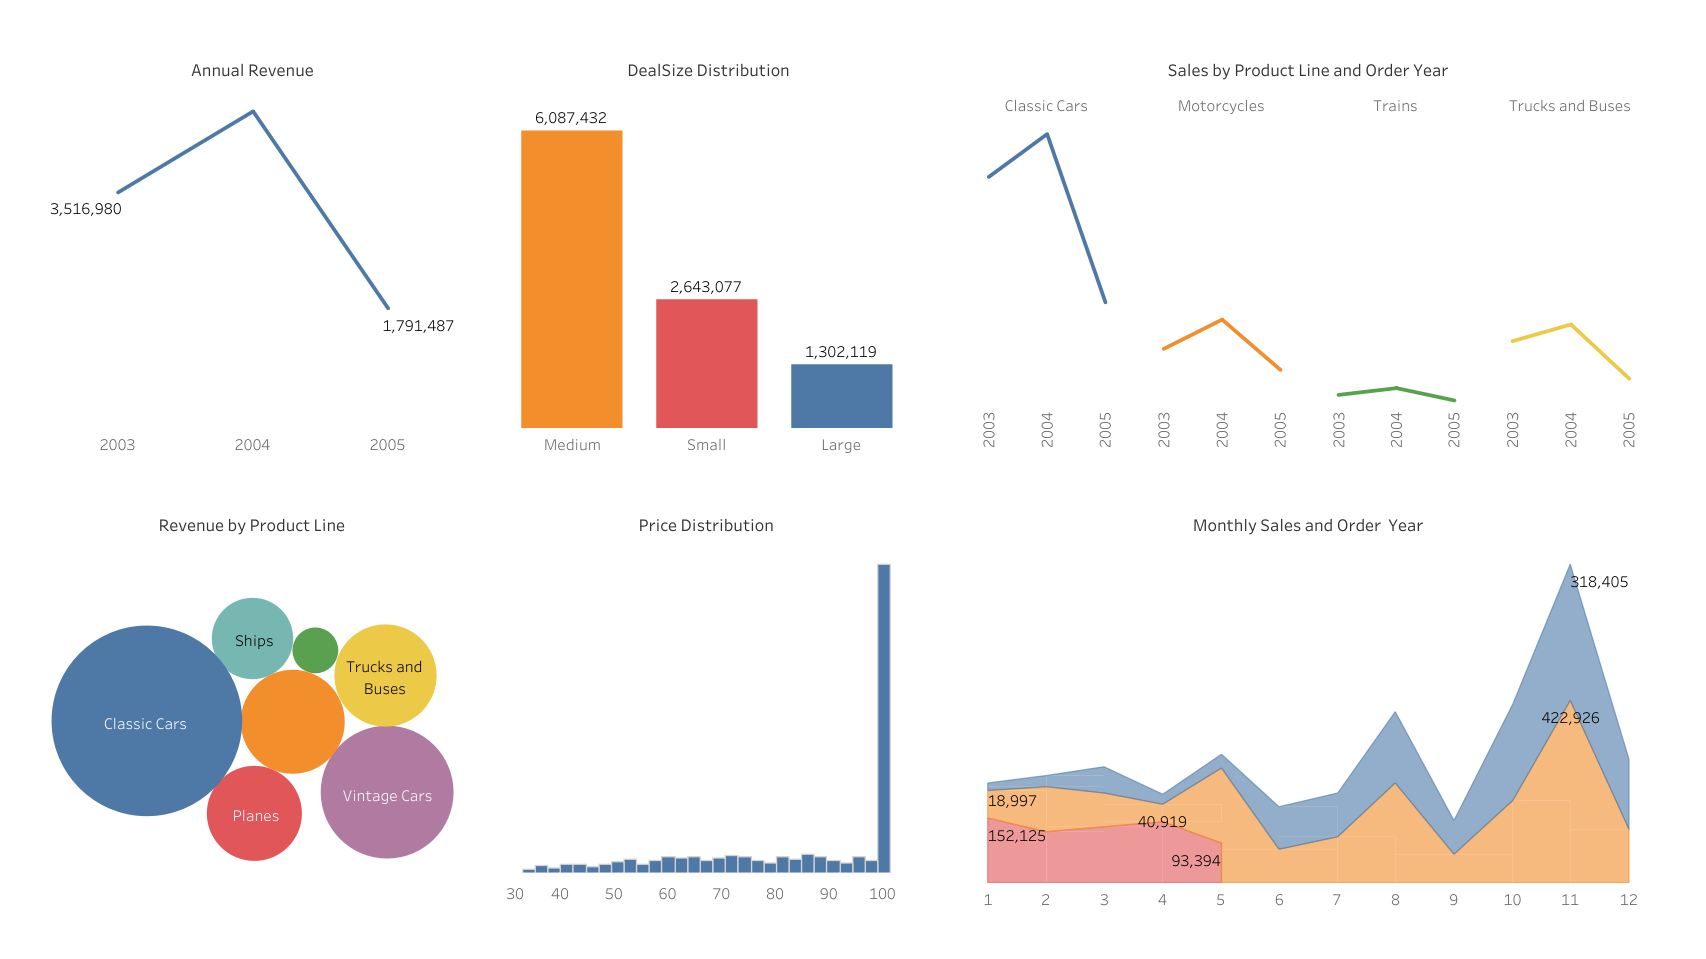 Annual Revenue
3,516,980
1,791,487
2003 2004 2005
DealSize Distribution
6,087,432
2,643,077
1,302,119
Medium Small Large
Sales by Product Line and Order Year
Classic Cars Motorcycles Trains Trucks and Buses
2003 2004 2005 2003 2004 2005 2003 2004 2005 2003 2004 2005
Revenue by Product Line
Ships
Trucks and
Buses
Classic Cars
Vintage Cars
Planes
Price Distribution
30 40 50 60 70 80 90 100
Monthly Sales and Order  Year
318,405
422,926
18,997
40,919
152,125
93,394
1 2 3 4 5 6 7 8 9 10 11 12